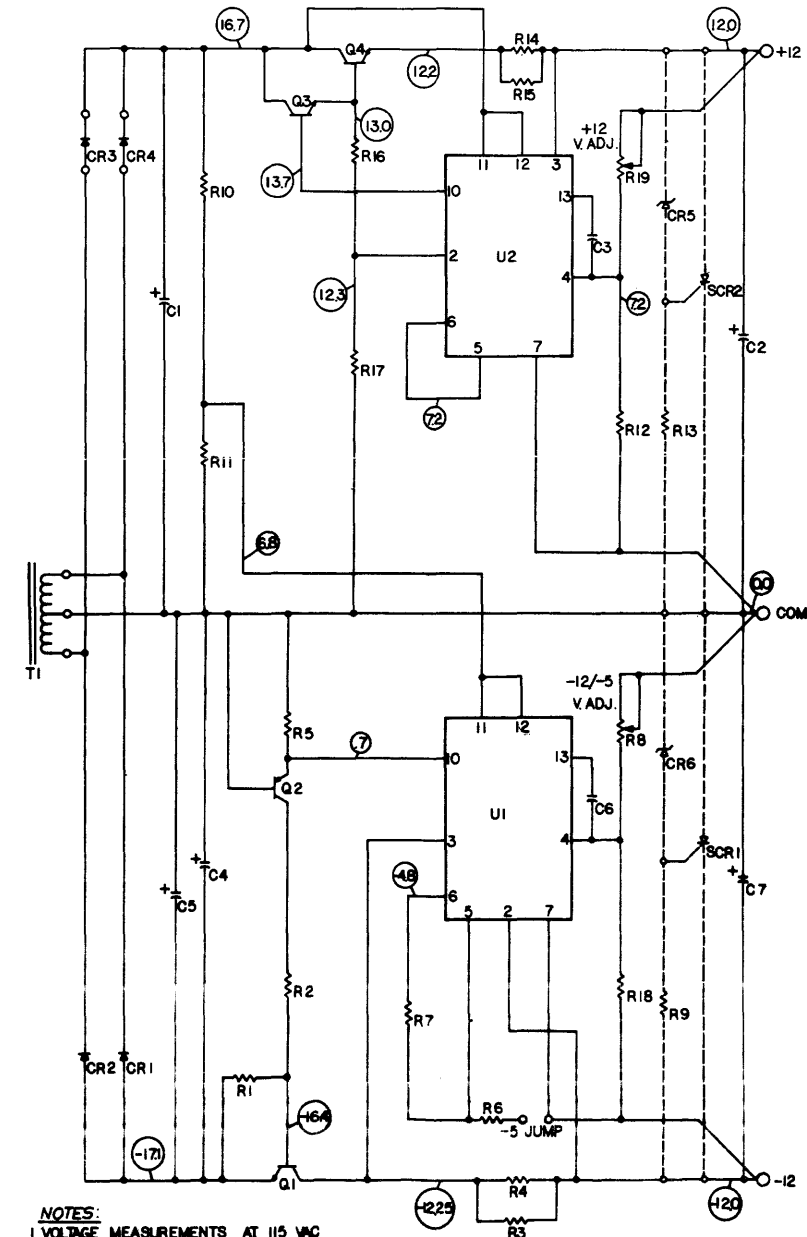 16.7
12.0
Q4
R14
+12
12.2
R15
Q3
13.0
+12
V. ADJ.
CR3
CR4
R16
11
12
3
R10
13.7
10
13
R19
CR5
C3
2
U2
SCR2
12.3
4
7.2
+
C1
6
+
C2
5
7
R17
7.2
R12
R13
R11
6.8
0.0
COM
T1
-12/-5
V. ADJ.
11
12
R5
R8
.7
10
13
CR6
Q2
C6
U1
3
4
SCR1
+
C4
-4.8
+
C7
+
C5
6
5
2
7
R2
R7
R18
R9
CR2
CR1
R1
R6
-16.4
-5 JUMP
-17.1
Q1
-12.25
R4
-12.0
-12
R3
NOTES:
1 VOLTAGE MEASUREMENTS AT 115 VAC